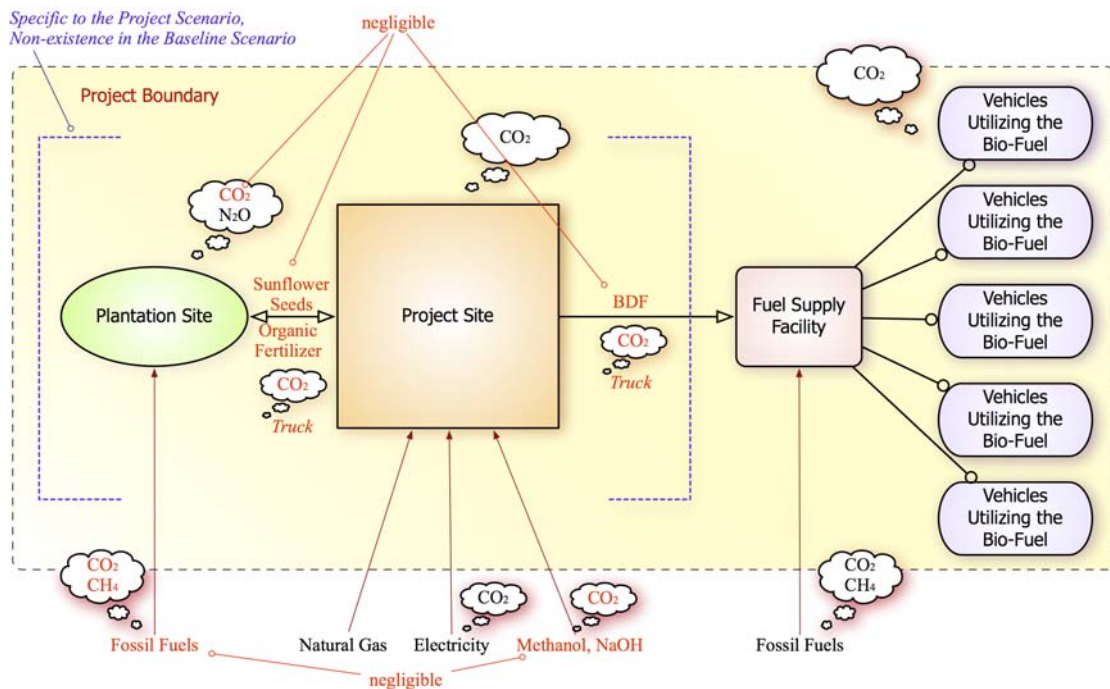 Specific to the Project Scenario,
Non-existence in the Baseline Scenario
negligible
Project Boundary
CO₂
CO₂
CO₂
N₂O
Vehicles
Utilizing the
Bio-Fuel
Vehicles
Utilizing the
Bio-Fuel
Vehicles
Utilizing the
Bio-Fuel
Vehicles
Utilizing the
Bio-Fuel
Vehicles
Utilizing the
Bio-Fuel
Plantation Site
Sunflower
Seeds
Organic
Fertilizer
CO₂
Truck
Project Site
BDF
CO₂
Truck
Fuel Supply
Facility
CO₂
CH₄
Fossil Fuels
Natural Gas
CO₂
Electricity
CO₂
Methanol, NaOH
negligible
CO₂
CH₄
Fossil Fuels